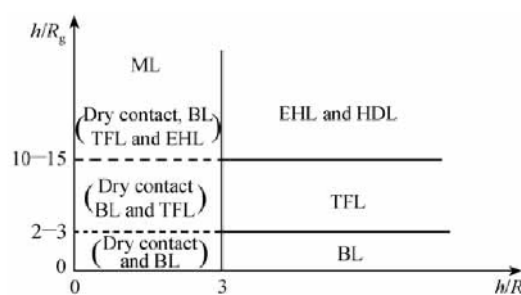 h/Rg
ML
(Dry contact, BL
TFL and EHL)
EHL and HDL
10—15
(Dry contact
BL and TFL)
TFL
2—3
(Dry contact
and BL)
BL
0
0
3
h/R